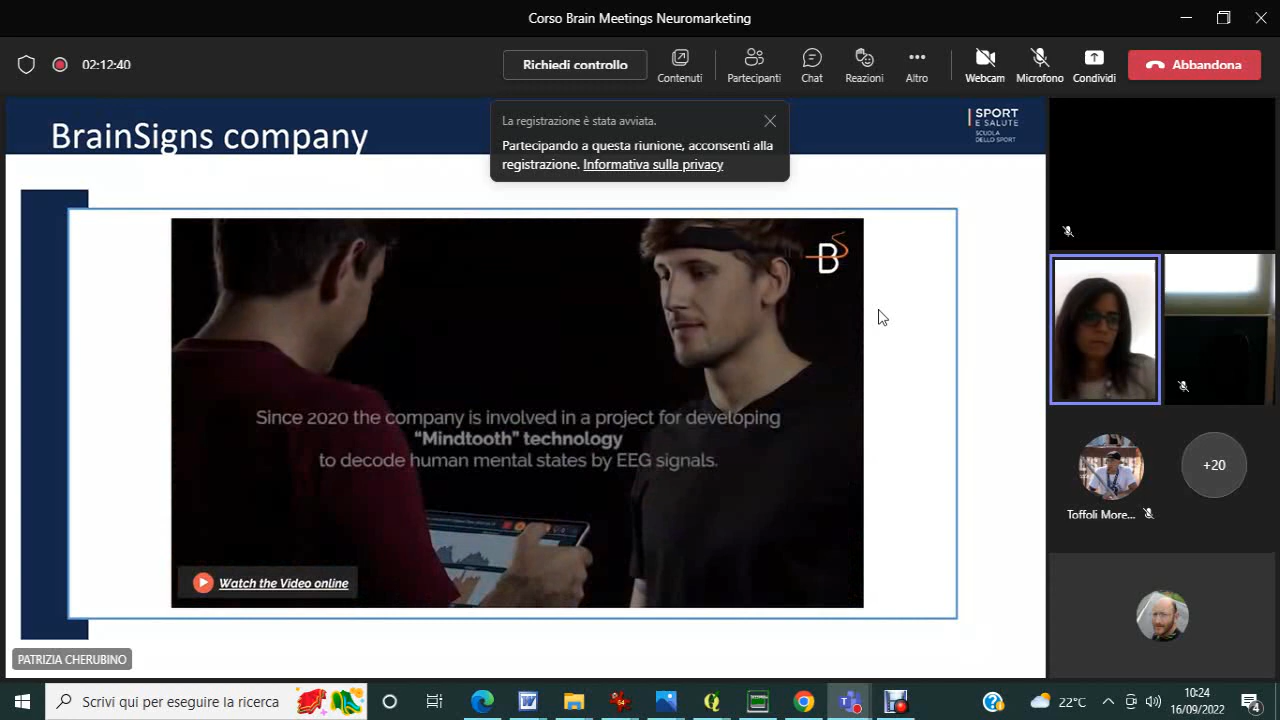 Corso Brain Meetings Neuromarketing
02:12:40
Richiedi controllo
Contenuti
Partecipanti
Chat
Reazioni
Altro
Webcam
Microfono
Condividi
Abbandona
BrainSigns company
La registrazione è stata avviata.
Partecipando a questa riunione, acconsenti alla
registrazione. Informativa sulla privacy
SPORT
E SALUTE
SCUOLA
DELLO SPORT
BS
Since 2020 the company is involved in a project for developing
“Mindtooth” technology
to decode human mental states by EEG signals.
Watch the Video online
+20
Toffoli More...
PATRIZIA CHERUBINO
Scrivi qui per eseguire la ricerca
22°C
10:24
16/09/2022
4